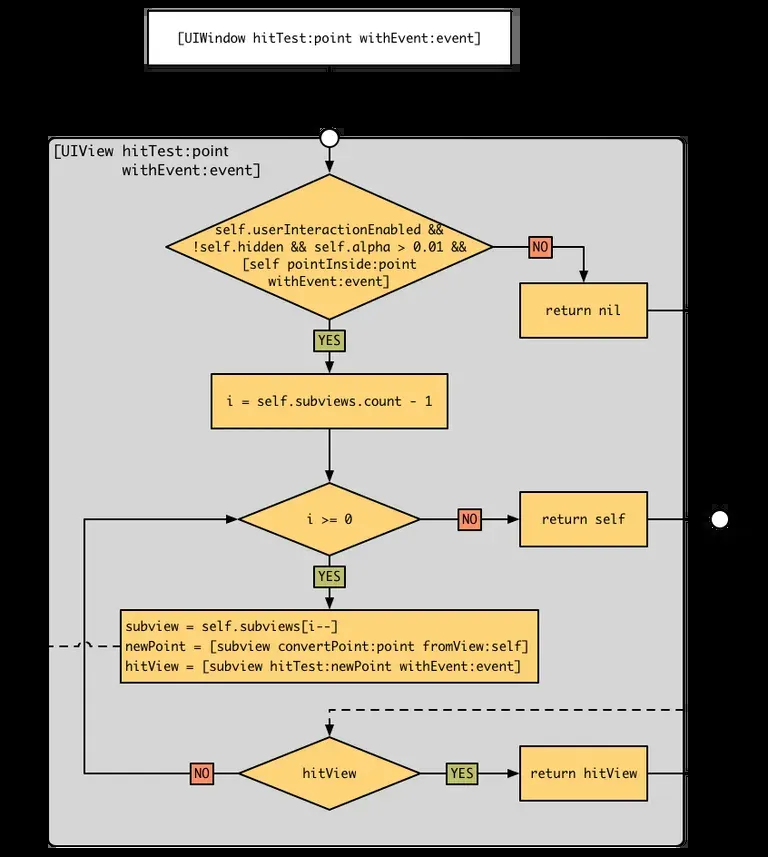 [UIWindow hitTest:point withEvent:event]
[UIView hitTest:point
withEvent:event]
self.userInteractionEnabled &&
!self.hidden && self.alpha > 0.01 &&
[self pointInside:point
withEvent:event]
NO
return nil
YES
i = self.subviews.count - 1
i >= 0
NO
return self
YES
subview = self.subviews[i--]
newPoint = [subview convertPoint:point fromView:self]
hitView = [subview hitTest:newPoint withEvent:event]
NO
hitView
YES
return hitView